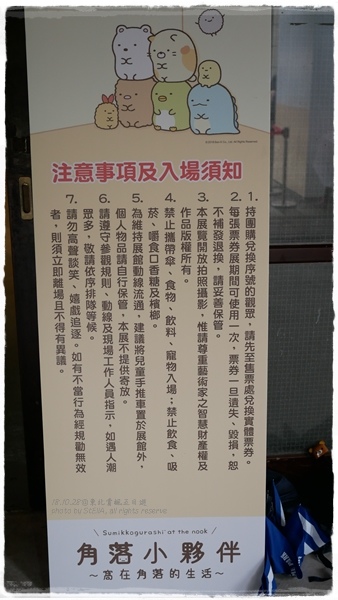 注意事項及入場須知
1. 持團購兌換序號的觀眾，請先至售票處兌換實體票券。
2. 每張票券展期間可使用一次，票券一旦遺失、毀損，恕
不補發退換，請妥善保管。
3. 本展覽開放拍照攝影，惟請尊重藝術家之智慧財產權及
作品版權所有。
4. 禁止攜帶傘、食物、飲料、寵物入場；禁止飲食、吸
菸、嚼食口香糖及檳榔。
5. 為維持展館動線流通，建議將兒童手推車置於展館外，
個人物品請自行保管，本展不提供寄放。
6. 請遵守參觀規則、動線及現場工作人員指示，如遇人潮
眾多，敬請依序排隊等候。
7. 請勿高聲談笑、嬉戲追逐。如有不當行為經規勸無效
者，則須立即離場且不得有異議。
photo by Sct64, all rights reserve
Sumikkogurashi at the nook
角落小夥伴
～窩在角落的生活～